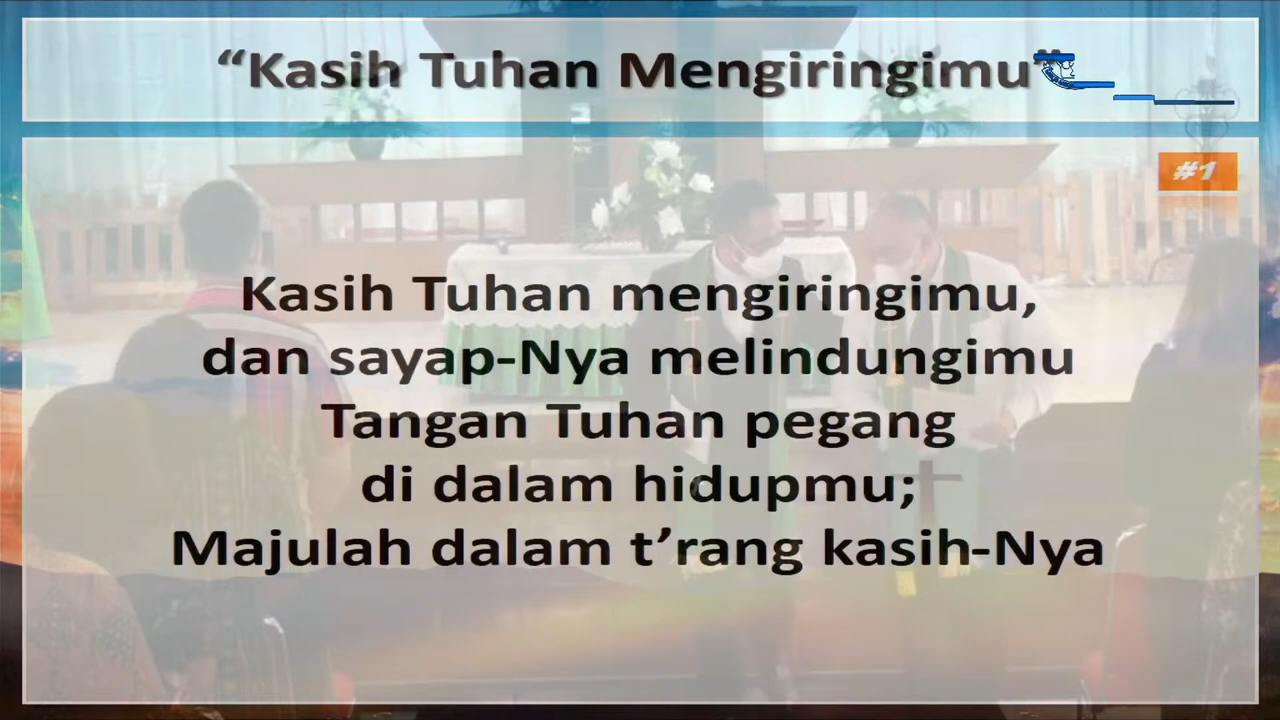 “Kasih Tuhan Mengiringimu”
#1
Kasih Tuhan mengiringimu,
dan sayap-Nya melindungimu
Tangan Tuhan pegang
di dalam hidupmu;
Majulah dalam t’rang kasih-Nya